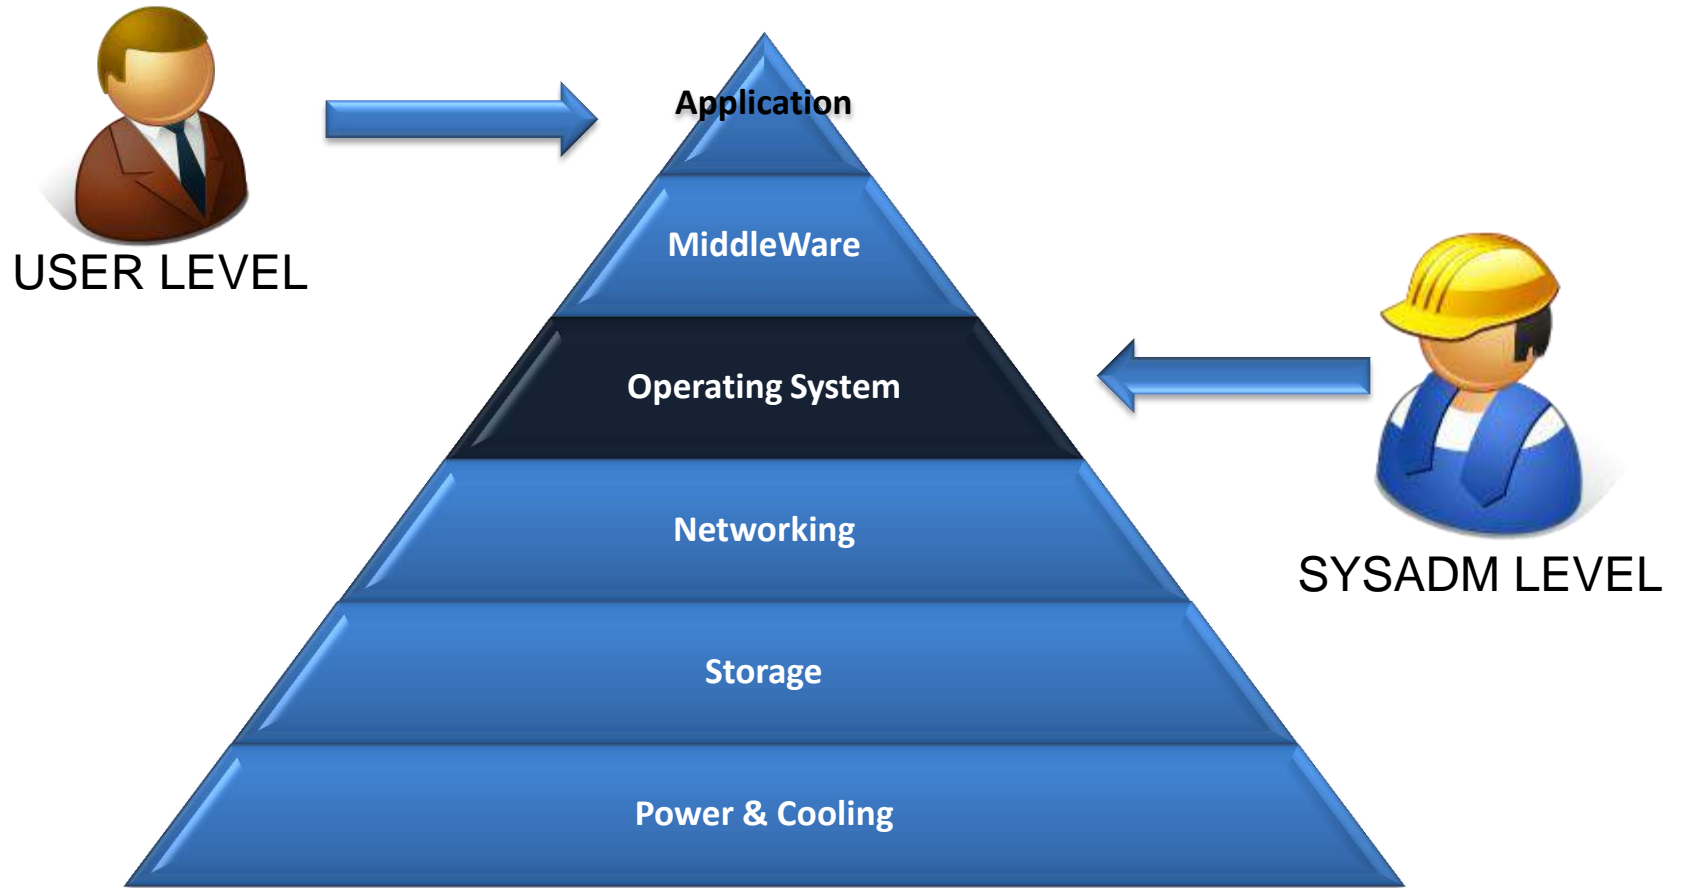 Application
USER LEVEL
MiddleWare
Operating System
Networking
SYSADM LEVEL
Storage
Power & Cooling